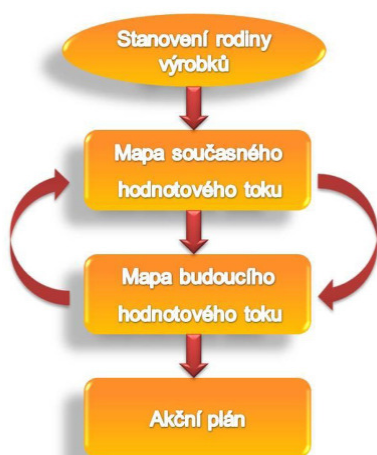 Stanovení rodiny
výrobků
Mapa současného
hodnotového toku
Mapa budoucího
hodnotového toku
Akční plán